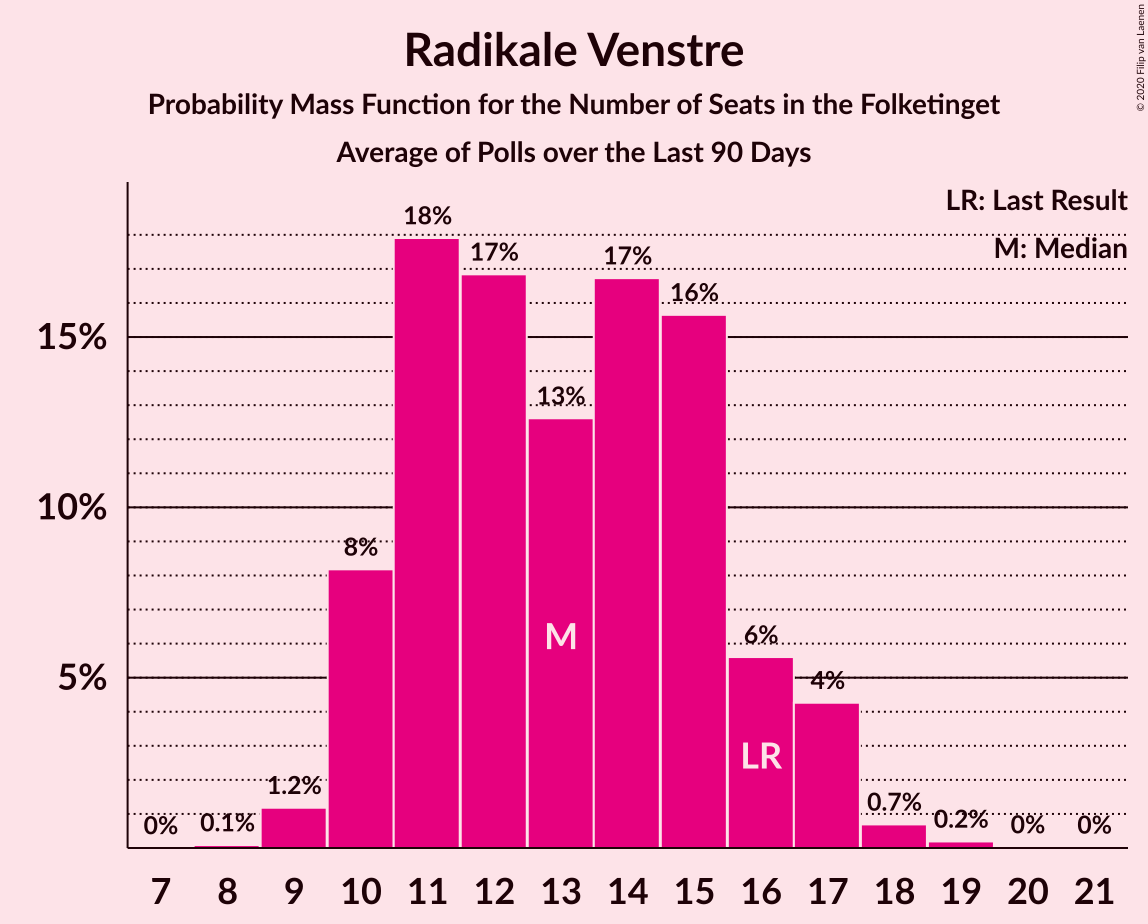 Radikale Venstre
Probability Mass Function for the Number of Seats in the Folketinget
Average of Polls over the Last 90 Days
© 2020 Filip van Laenen
LR: Last Result
M: Median
15%
10%
5%
0%
0.1%
1.2%
8%
18%
17%
13%
17%
16%
6%
4%
0.7%
0.2%
0%
0%
M
LR
7 8 9 10 11 12 13 14 15 16 17 18 19 20 21